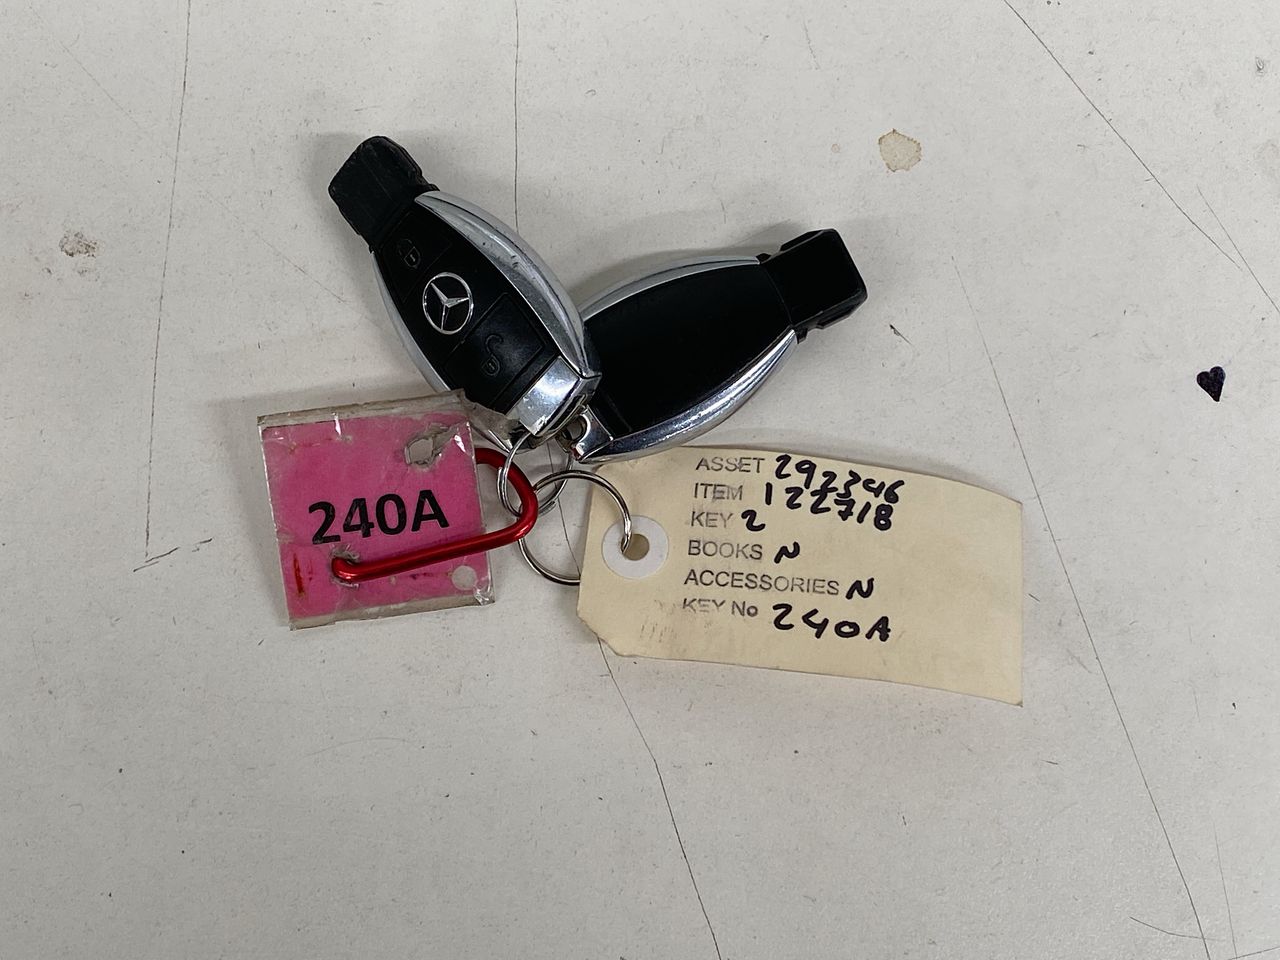 240A
ASSET 292346
ITEM 122718
KEY 2
BOOKS N
ACCESSORIES N
KEY No 240A